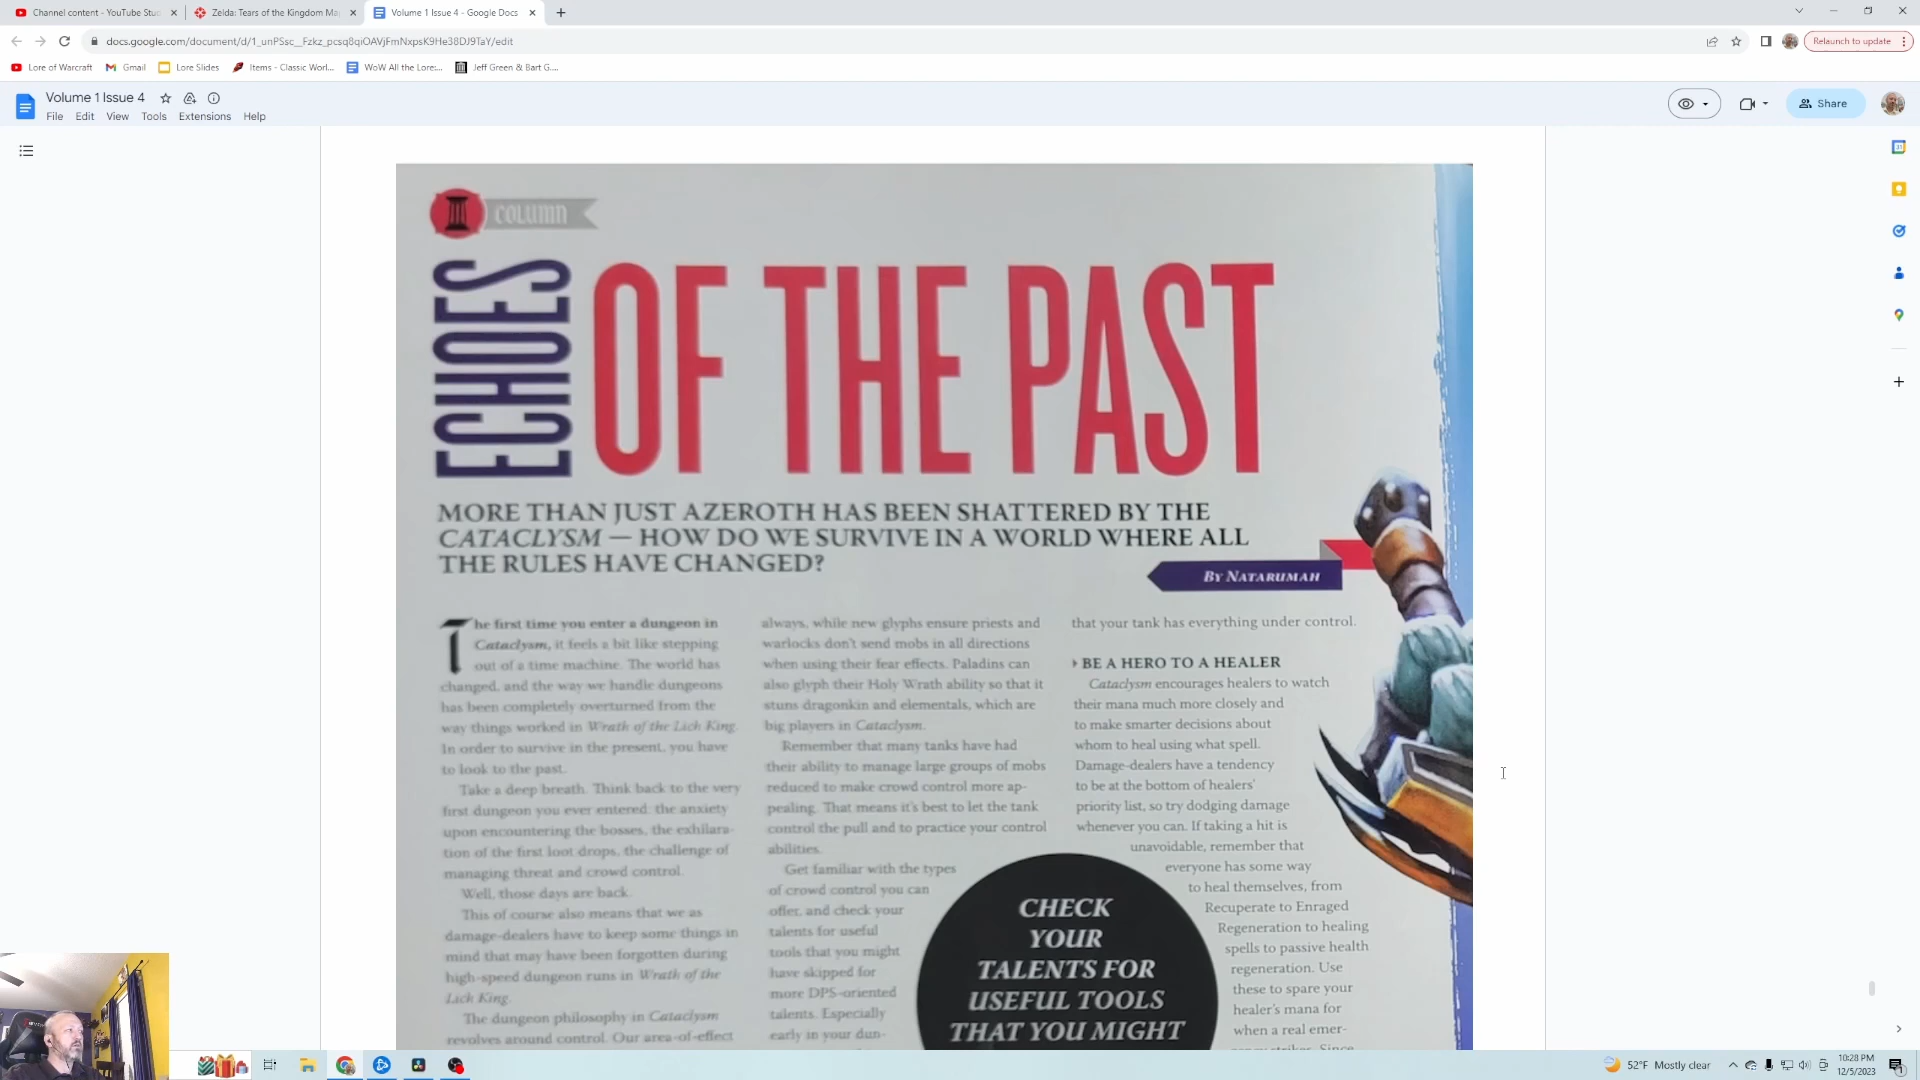 Channel content - YouTube Stu
Zelda: Tears of the Kingdom Ma
Volume 1 Issue 4 - Google Docs
docs.google.com/document/d/1_unPSsc__Fzkz_pcsq8qiOAVjFmNxpsK9He38DJ9TaY/edit
Relaunch to update
Lore of Warcraft
Gmail
Lore Slides
Items - Classic Worl...
WoW All the Lore:...
Jeff Green & Bart G....
Volume 1 Issue 4
File Edit View Tools Extensions Help
Share
COLUMN
ECHOES
OF THE PAST
MORE THAN JUST AZEROTH HAS BEEN SHATTERED BY THE
CATACLYSM — HOW DO WE SURVIVE IN A WORLD WHERE ALL
THE RULES HAVE CHANGED?
BY NATARUMAH
The first time you enter a dungeon in
Cataclysm, it feels a bit like stepping
out of a time machine. The world has
changed, and the way we handle dungeons
has been completely overturned from the
way things worked in Wrath of the Lich King.
In order to survive in the present, you have
to look to the past.
Take a deep breath. Think back to the very
first dungeon you ever entered: the anxiety
upon encountering the bosses, the exhilara-
tion of the first loot drops, the challenge of
managing threat and crowd control.
Well, those days are back.
This of course also means that we as
damage-dealers have to keep some things in
mind that may have been forgotten during
high-speed dungeon runs in Wrath of the
Lich King.
The dungeon philosophy in Cataclysm
revolves around control. Our area-of-effect
always, while new glyphs ensure priests and
warlocks don't send mobs in all directions
when using their fear effects. Paladins can
also glyph their Holy Wrath ability so that it
stuns dragonkin and elementals, which are
big players in Cataclysm.
Remember that many tanks have had
their ability to manage large groups of mobs
reduced to make crowd control more ap-
pealing. That means it's best to let the tank
control the pull and to practice your control
abilities.
Get familiar with the types
of crowd control you can
offer, and check your
talents for useful
tools that you might
have skipped for
more DPS-oriented
talents. Especially
early in your dun-
CHECK
YOUR
TALENTS FOR
USEFUL TOOLS
THAT YOU MIGHT
that your tank has everything under control.
BE A HERO TO A HEALER
Cataclysm encourages healers to watch
their mana much more closely and
to make smarter decisions about
whom to heal using what spell.
Damage-dealers have a tendency
to be at the bottom of healers'
priority list, so try dodging damage
whenever you can. If taking a hit is
unavoidable, remember that
everyone has some way
to heal themselves, from
Recuperate to Enraged
Regeneration to healing
spells to passive health
regeneration. Use
these to spare your
healer's mana for
when a real emer-
52°F Mostly clear
10:28 PM
12/5/2023